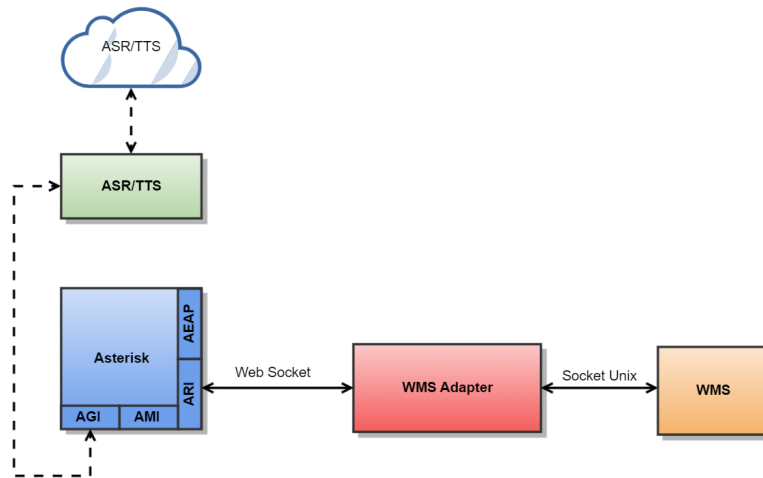 ASR/TTS
ASR/TTS
Asterisk
AEAP
ARI
AGI
AMI
Web Socket
WMS Adapter
Socket Unix
WMS